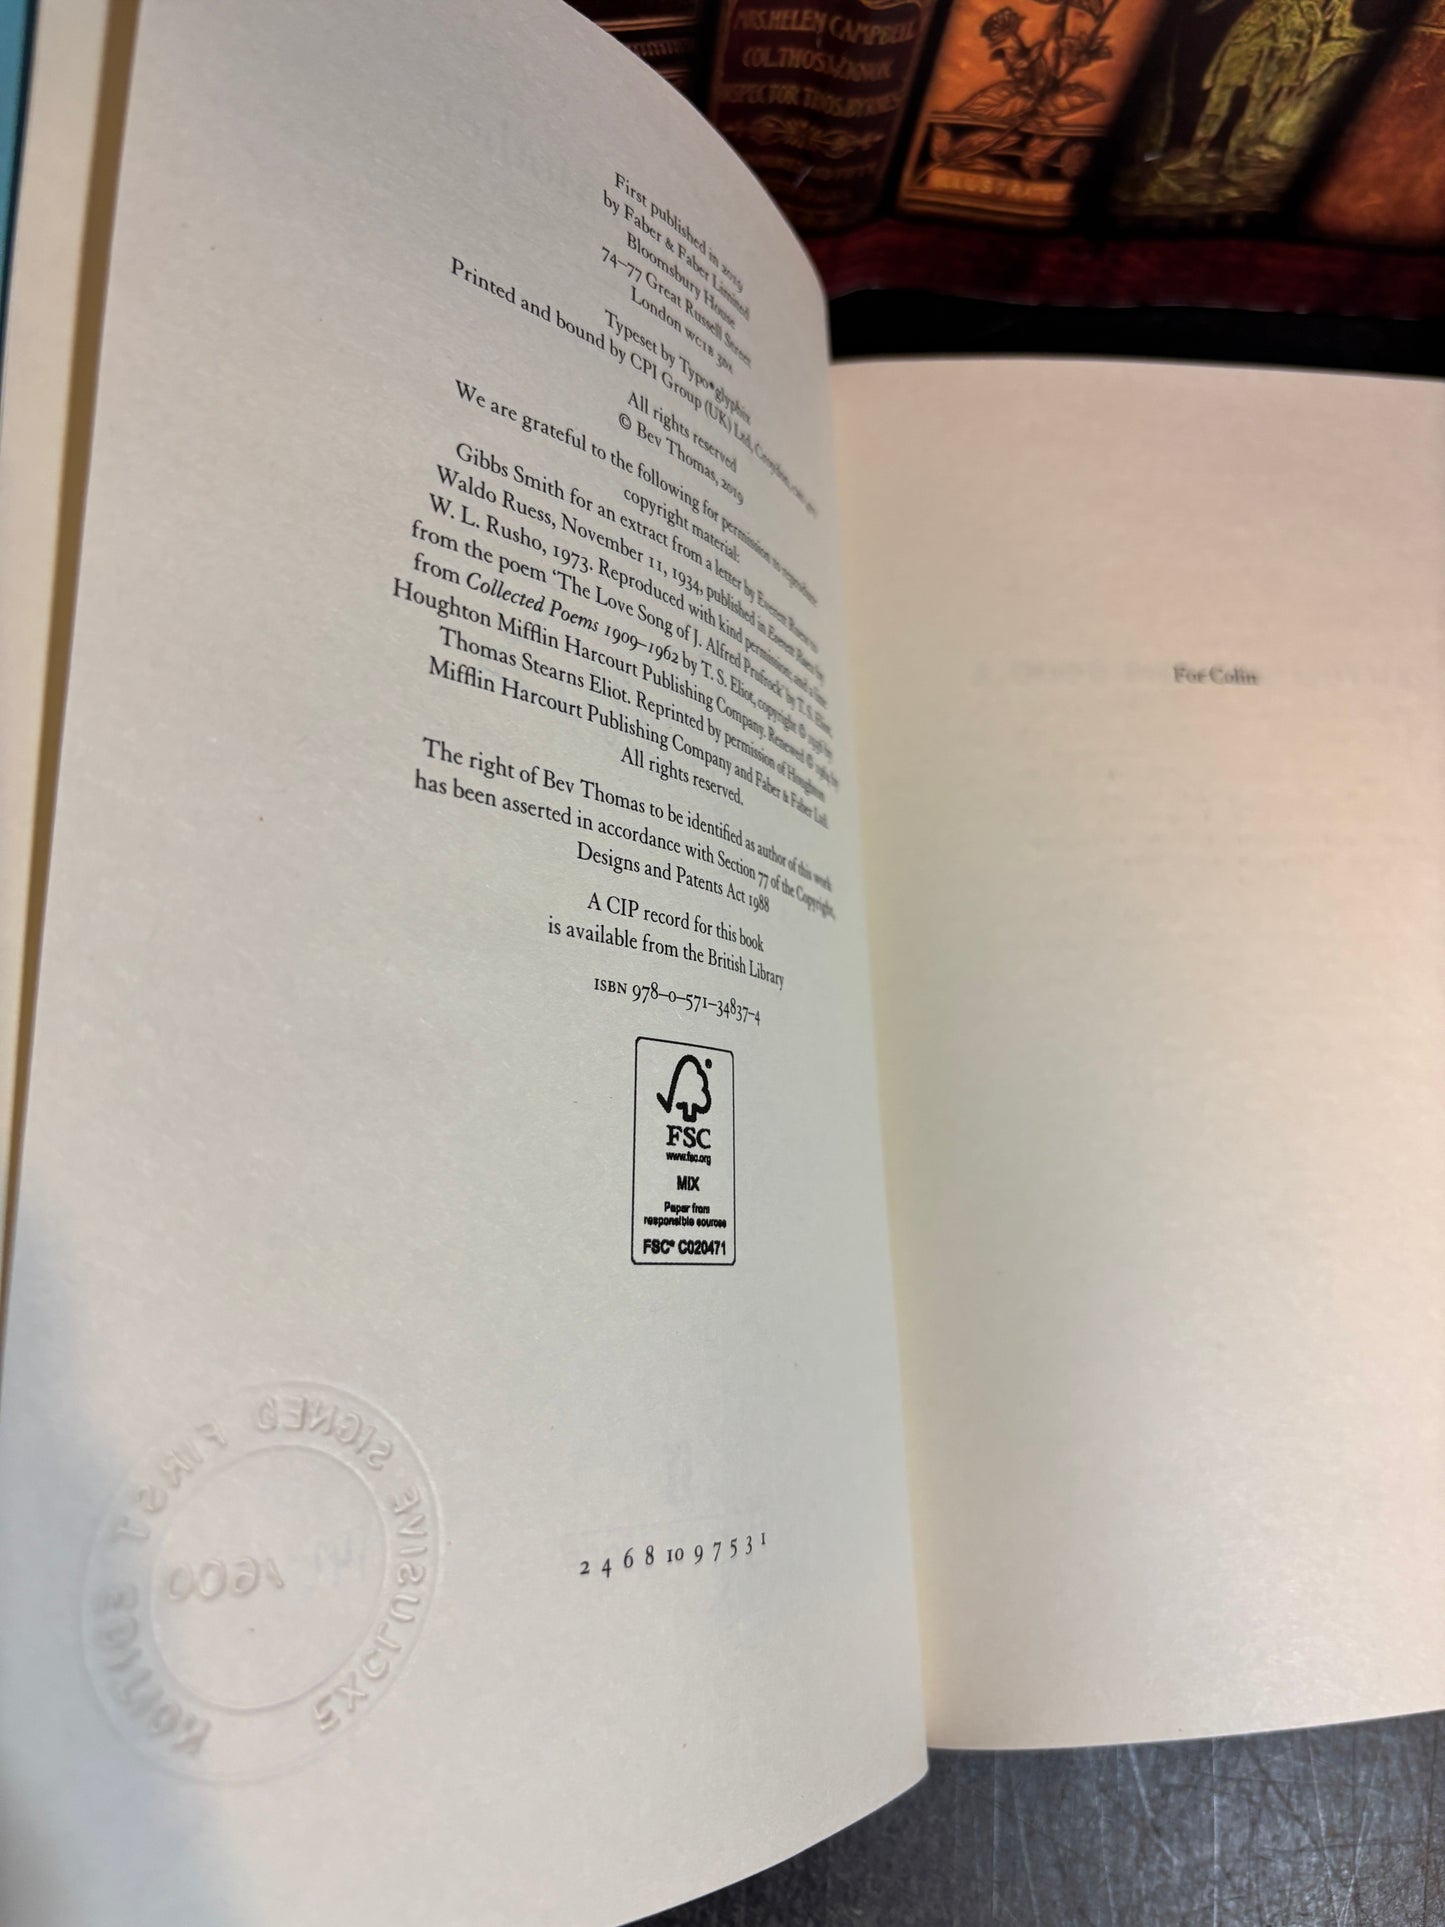 MRS. HELEN CAMPBELL
COL. THOS. W. KNOX
INSPECTOR THOS. BYRNES
ILLUSTRA
First published in 2019
by Faber & Faber Limited
Bloomsbury House
74–77 Great Russell Street
London WC1B 3DA
Typeset by Typo•glyphix
Printed and bound by CPI Group (UK) Ltd, Croydon,
All rights reserved
© Bev Thomas, 2019
We are grateful to the following for permission to reproduce
copyright material:
Gibbs Smith for an extract from a letter by Everett Ruess to
Waldo Ruess, November 11, 1934, published in Everett Ruess by
W. L. Rusho, 1973. Reproduced with kind permission; and a line
from the poem ‘The Love Song of J. Alfred Prufrock’ by T. S. Eliot,
from Collected Poems 1909–1962 by T. S. Eliot, copyright © 1936 by
Houghton Mifflin Harcourt Publishing Company. Renewed © 1964 by
Thomas Stearns Eliot. Reprinted by permission of Houghton
Mifflin Harcourt Publishing Company and Faber & Faber Ltd.
All rights reserved.
The right of Bev Thomas to be identified as author of this work
has been asserted in accordance with Section 77 of the Copyright,
Designs and Patents Act 1988
A CIP record for this book
is available from the British Library
ISBN 978–0–571–34837–4
FSC
www.fsc.org
MIX
Paper from
responsible sources
FSC® C020471
2 4 6 8 10 9 7 5 3 1
EXCLUSIVE SIGNED FIRST EDITION
1600
For Colin